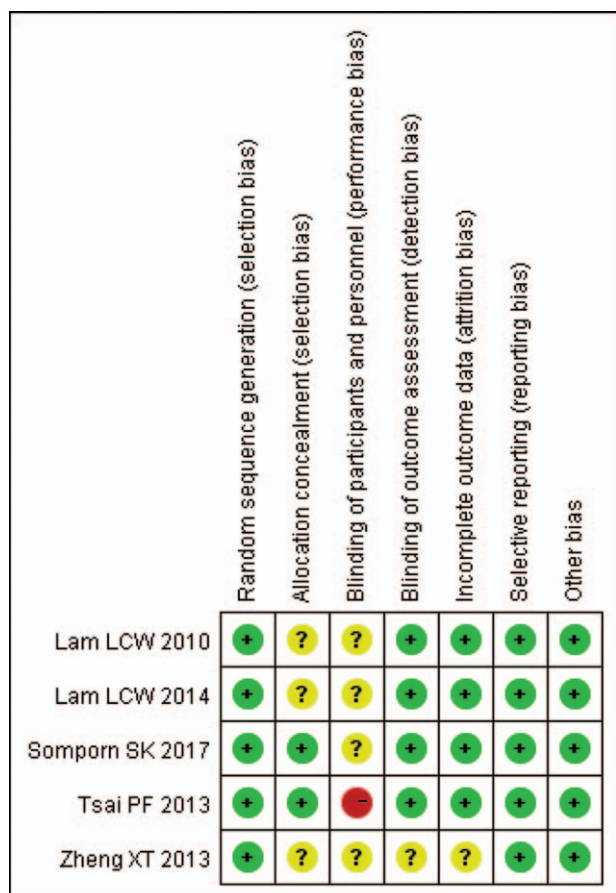 Random sequence generation (selection bias)
Allocation concealment (selection bias)
Blinding of participants and personnel (performance bias)
Blinding of outcome assessment (detection bias)
Incomplete outcome data (attrition bias)
Selective reporting (reporting bias)
Other bias
Lam LCW 2010 + ? ? + + + +
Lam LCW 2014 + ? ? + + + +
Somporn SK 2017 + + ? + + + +
Tsai PF 2013 + + - + + + +
Zheng XT 2013 + ? ? ? ? + +